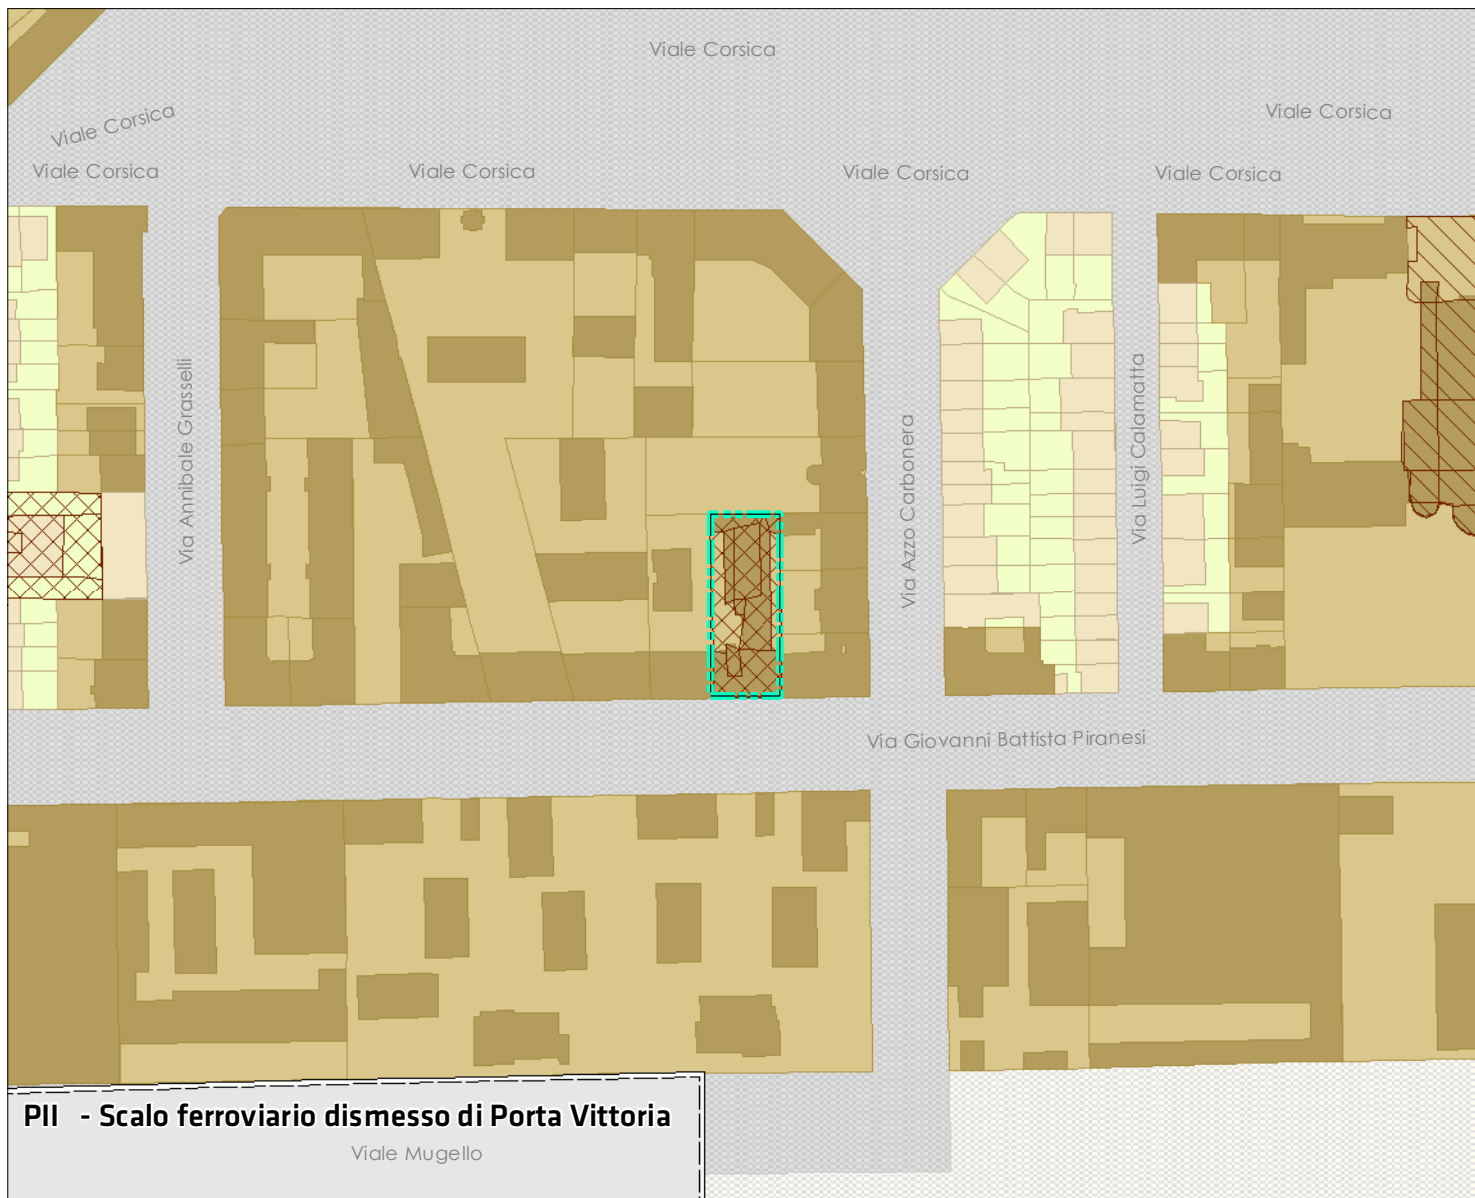 Viale Corsica
Viale Corsica
Viale Corsica
Viale Corsica
Viale Corsica
Viale Corsica
Viale Corsica
Via Annibale Grasselli
Via Azzo Carbonera
Via Luigi Calamatta
Via Giovanni Battista Piranesi
PII - Scalo ferroviario dismesso di Porta Vittoria
Viale Mugello